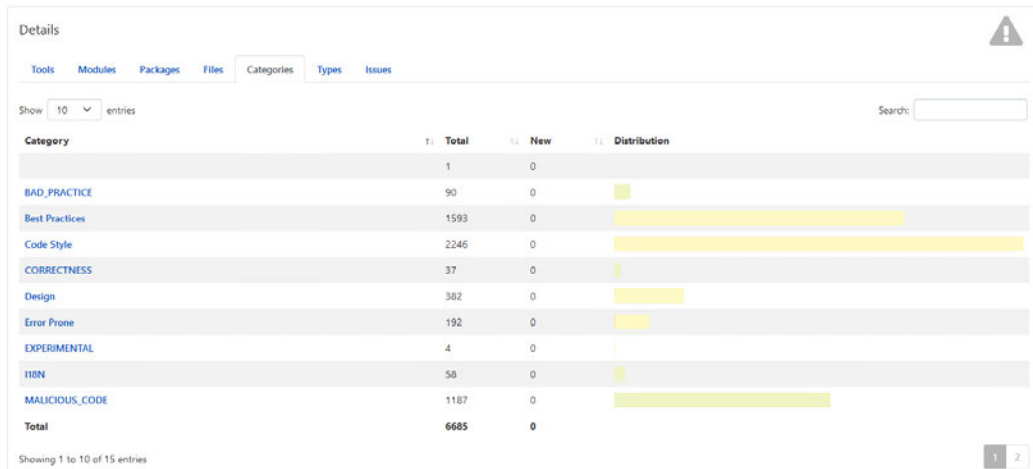 Details
Tools Modules Packages Files Categories Types Issues
Show 10 entries Search:
Category Total New Distribution
1 0
BAD_PRACTICE 90 0
Best Practices 1593 0
Code Style 2246 0
CORRECTNESS 37 0
Design 382 0
Error Prone 192 0
EXPERIMENTAL 4 0
I18N 58 0
MALICIOUS_CODE 1187 0
Total 6685 0
Showing 1 to 10 of 15 entries 1 2